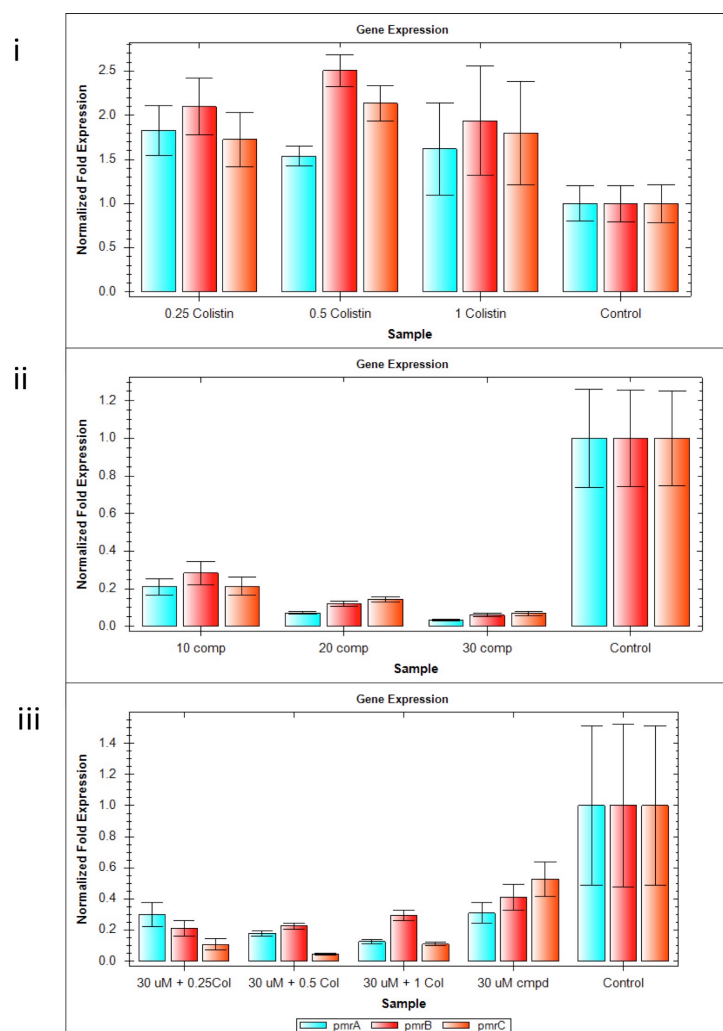 i
Gene Expression
Normalized Fold Expression
2.5
2.0
1.5
1.0
0.5
0.0
0.25 Colistin 0.5 Colistin 1 Colistin Control
Sample
ii
Gene Expression
Normalized Fold Expression
1.2
1.0
0.8
0.6
0.4
0.2
0.0
10 comp 20 comp 30 comp Control
Sample
iii
Gene Expression
Normalized Fold Expression
1.4
1.2
1.0
0.8
0.6
0.4
0.2
0.0
30 uM + 0.25Col 30 uM + 0.5 Col 30 uM + 1 Col 30 uM cmpd Control
Sample
pmrA pmrB pmrC